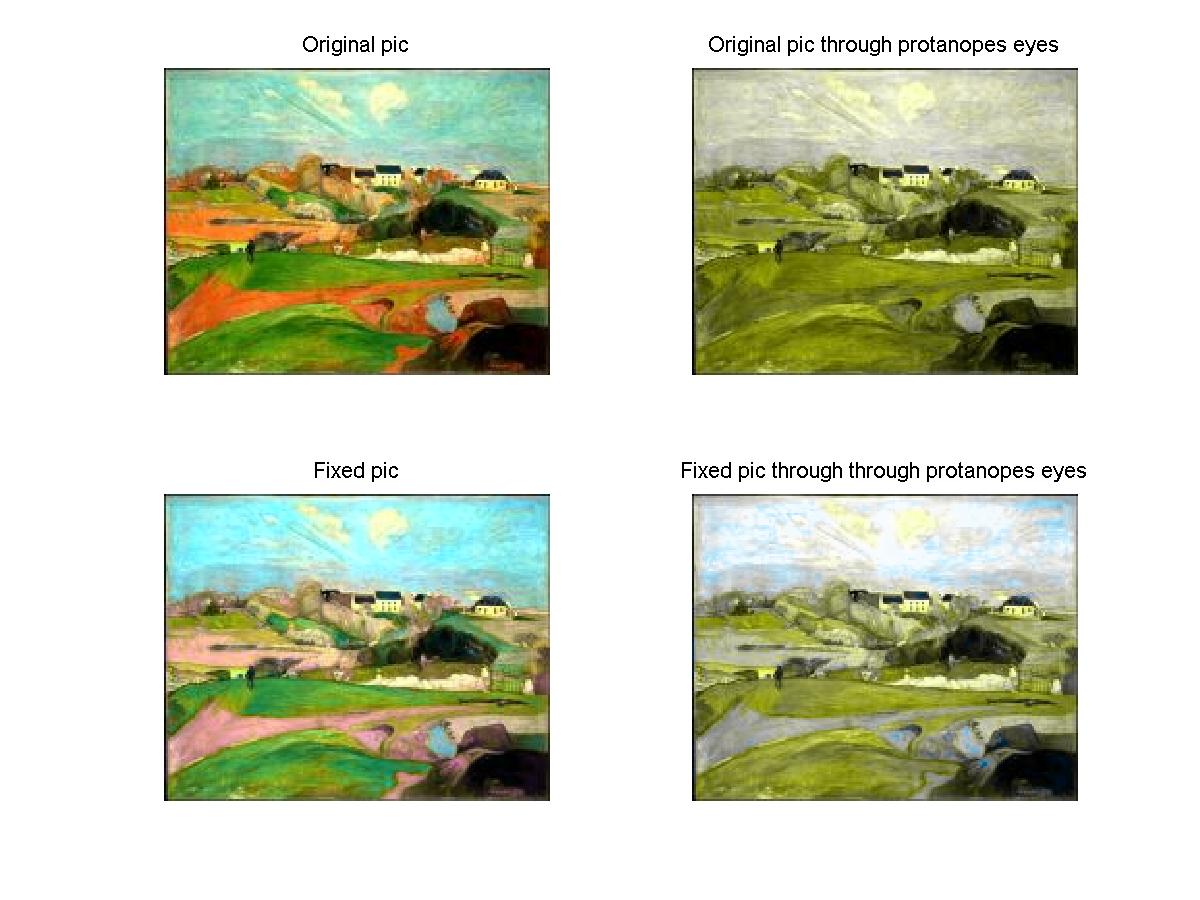 Original pic
Original pic through protanopes eyes
Fixed pic
Fixed pic through through protanopes eyes